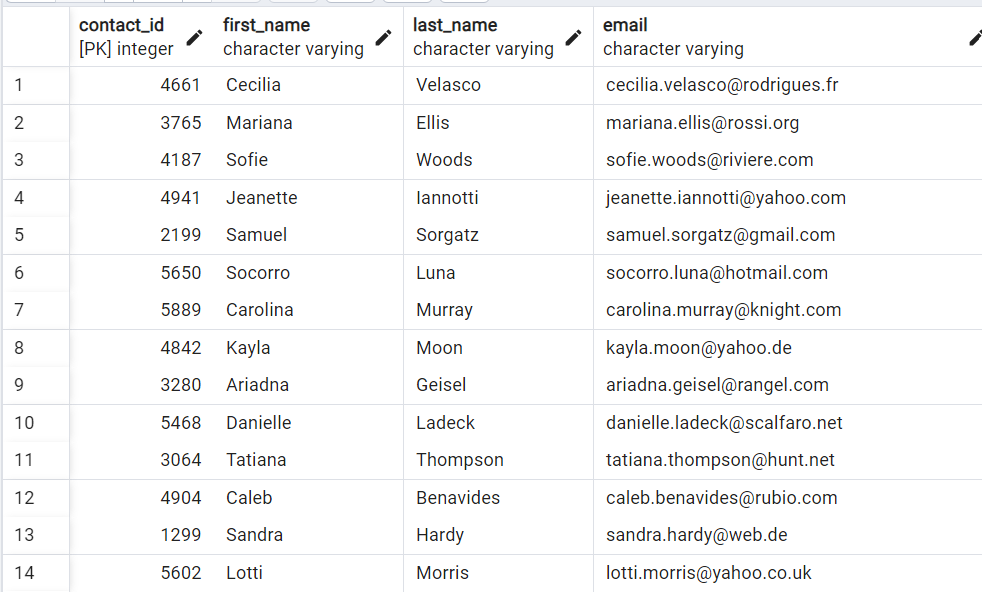 contact_id first_name last_name email
[PK] integer character varying character varying character varying
1 4661 Cecilia Velasco cecilia.velasco@rodrigues.fr
2 3765 Mariana Ellis mariana.ellis@rossi.org
3 4187 Sofie Woods sofie.woods@riviere.com
4 4941 Jeanette Iannotti jeanette.iannotti@yahoo.com
5 2199 Samuel Sorgatz samuel.sorgatz@gmail.com
6 5650 Socorro Luna socorro.luna@hotmail.com
7 5889 Carolina Murray carolina.murray@knight.com
8 4842 Kayla Moon kayla.moon@yahoo.de
9 3280 Ariadna Geisel ariadna.geisel@rangel.com
10 5468 Danielle Ladeck danielle.ladeck@scalfaro.net
11 3064 Tatiana Thompson tatiana.thompson@hunt.net
12 4904 Caleb Benavides caleb.benavides@rubio.com
13 1299 Sandra Hardy sandra.hardy@web.de
14 5602 Lotti Morris lotti.morris@yahoo.co.uk